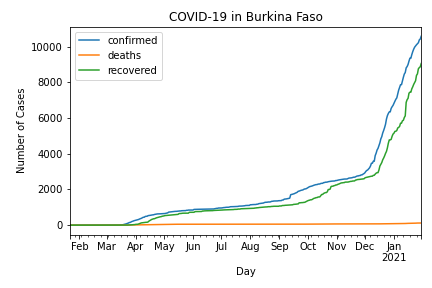 COVID-19 in Burkina Faso
confirmed
deaths
recovered
Number of Cases
10000
8000
6000
4000
2000
0
Feb Mar Apr May Jun Jul Aug Sep Oct Nov Dec Jan
2021
Day